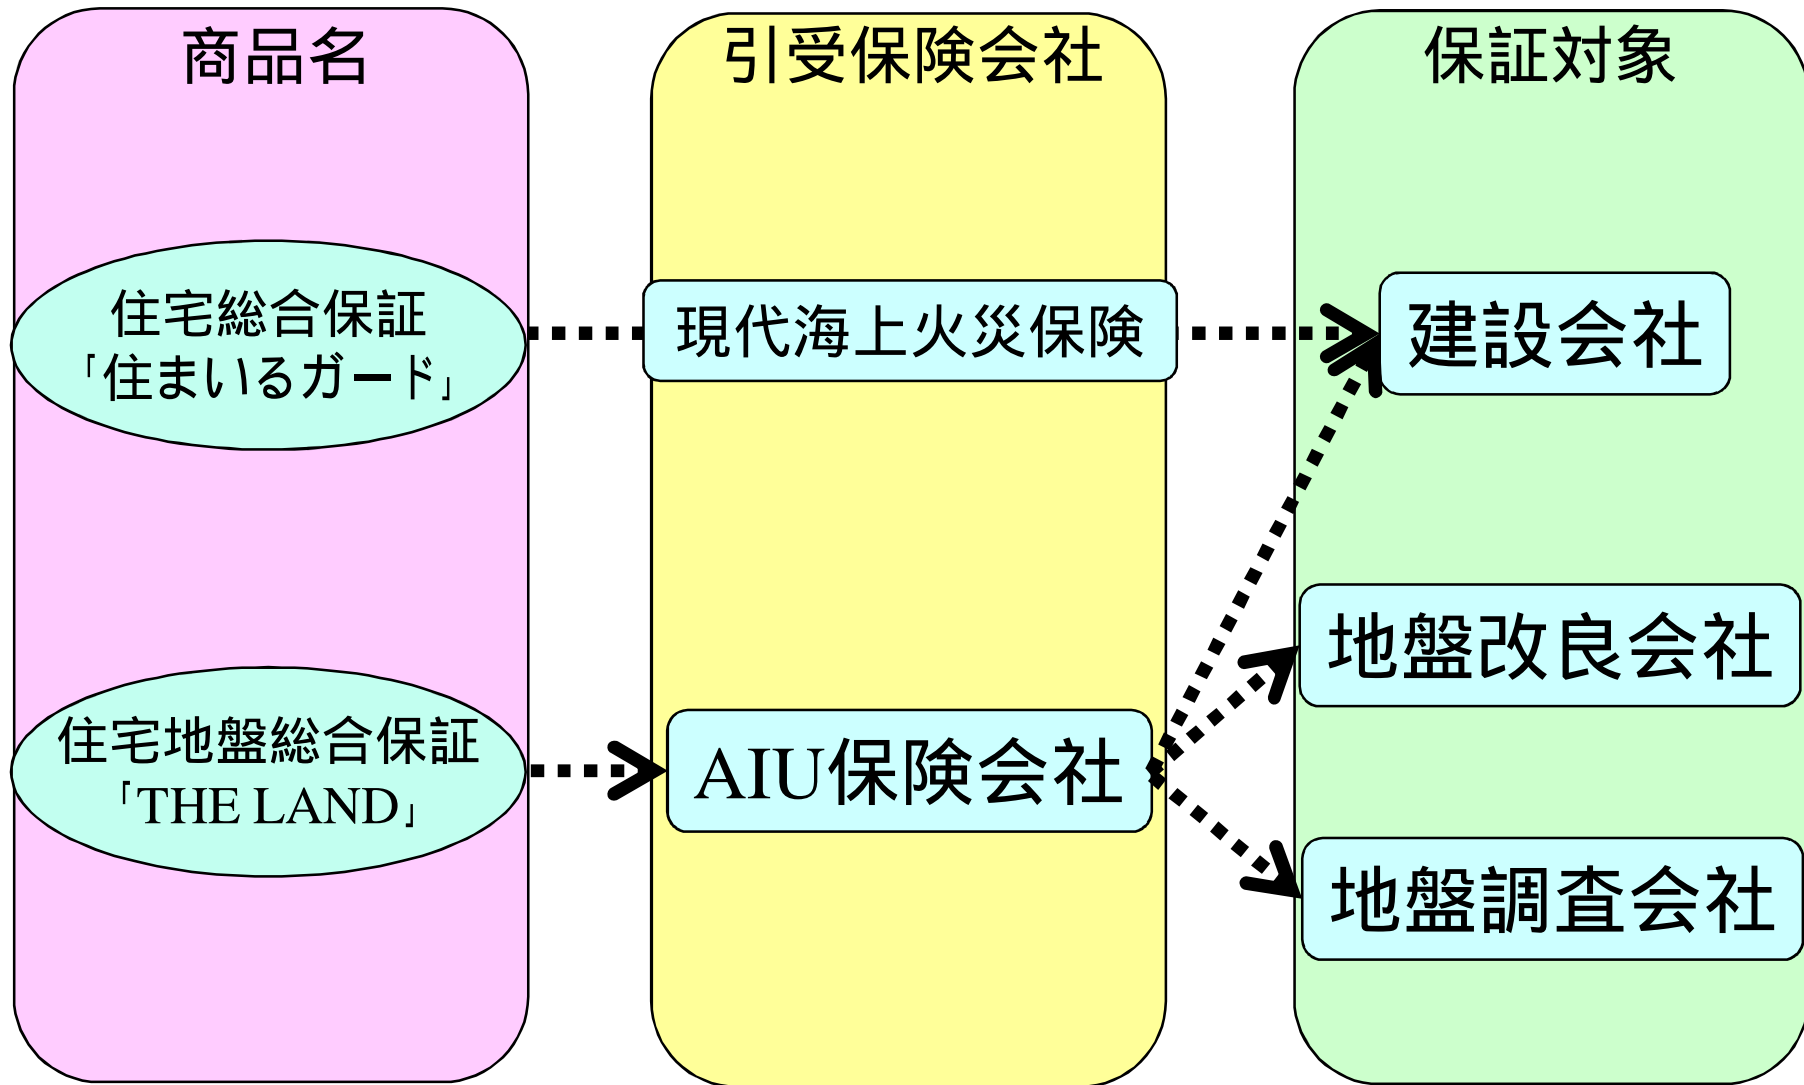 商品名
引受保険会社
保証対象
住宅総合保証
「住まいるガード」
現代海上火災保険
建設会社
地盤改良会社
住宅地盤総合保証
「THE LAND」
AIU保険会社
地盤調査会社